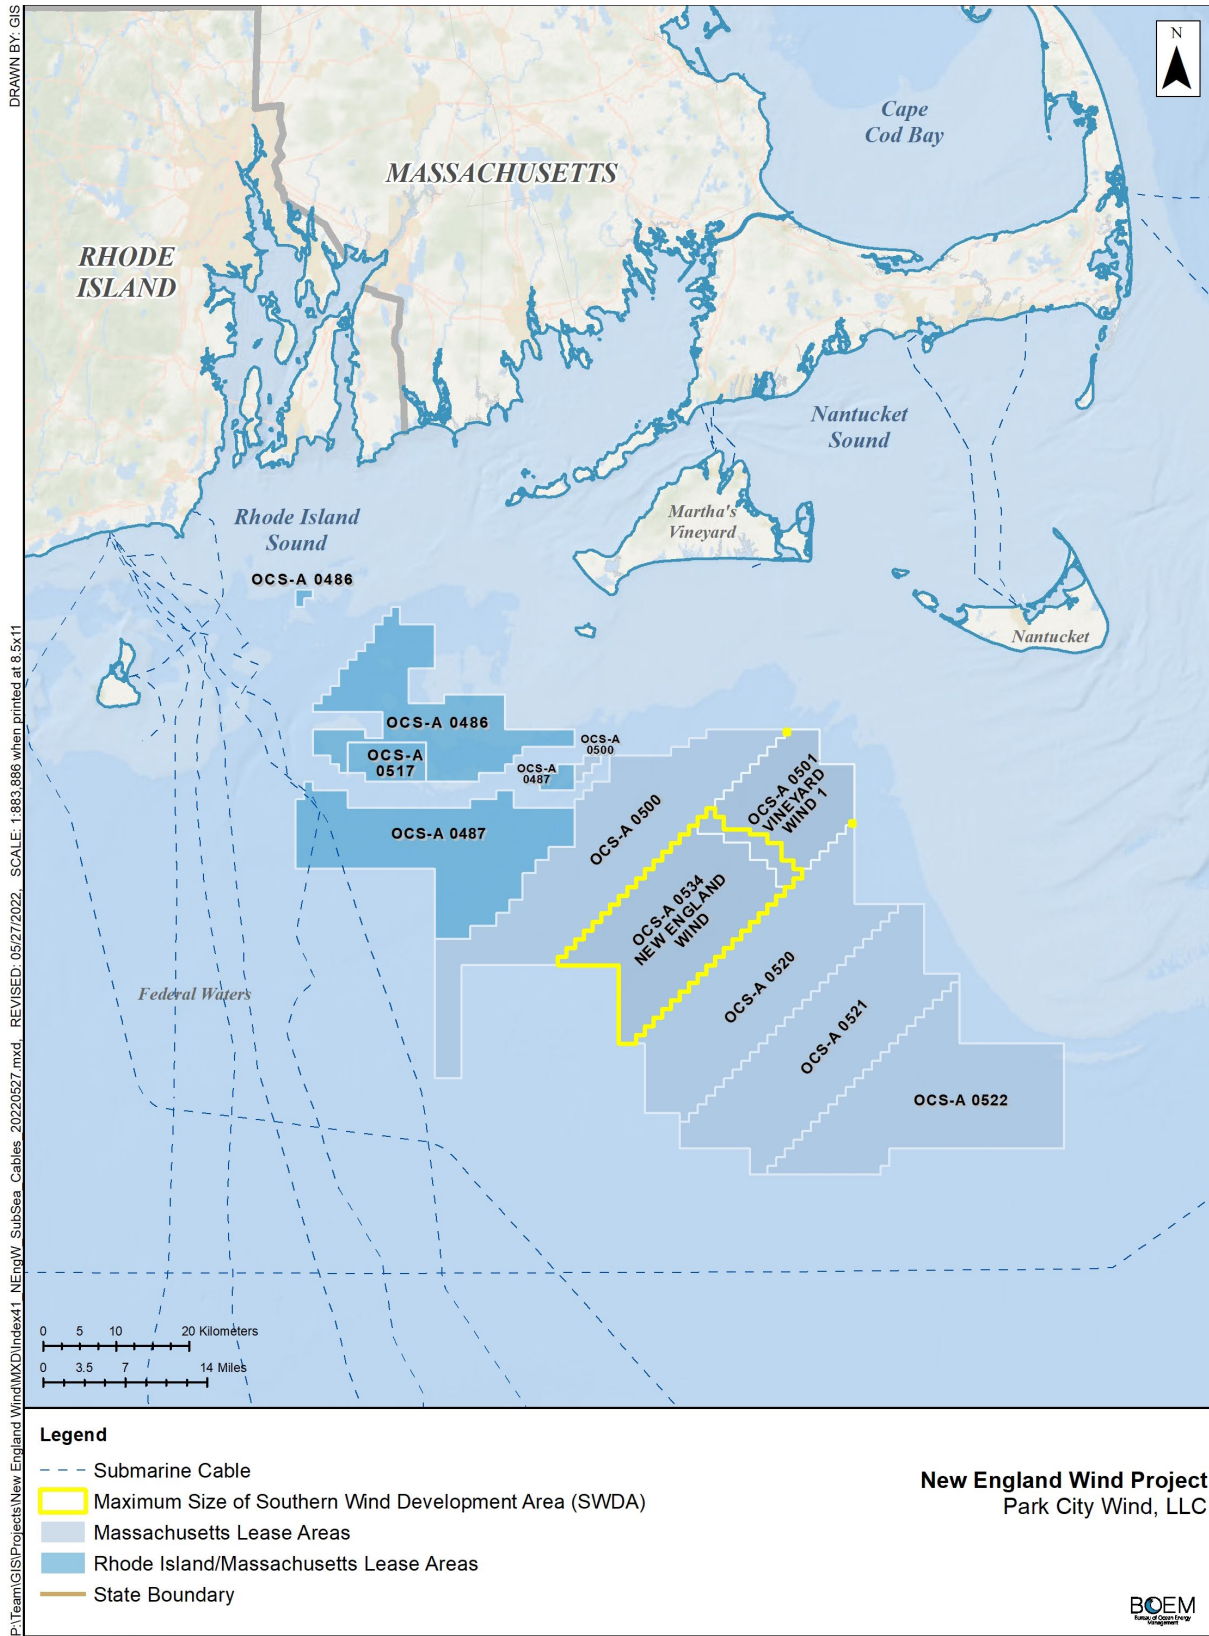 DRAWN BY: GIS
P:\Team\GIS\Projects\New England Wind\MXD\Index41_NEngW_SubSea_Cables_20220527.mxd, REVISED: 05/27/2022, SCALE: 1:883,886 when printed at 8.5x11
N
Cape
Cod Bay
MASSACHUSETTS
RHODE
ISLAND
Nantucket
Sound
Martha's
Vineyard
Rhode Island
Sound
OCS-A 0486
Nantucket
OCS-A 0486
OCS-A
0500
OCS-A
0517
OCS-A
0487
OCS-A 0501
VINEYARD
WIND 1
OCS-A 0500
OCS-A 0487
OCS-A 0534
NEW ENGLAND
WIND
OCS-A 0520
Federal Waters
OCS-A 0521
OCS-A 0522
0 5 10 20 Kilometers
0 3.5 7 14 Miles
Legend
Submarine Cable
Maximum Size of Southern Wind Development Area (SWDA)
Massachusetts Lease Areas
Rhode Island/Massachusetts Lease Areas
State Boundary
New England Wind Project
Park City Wind, LLC
BOEM
Bureau of Ocean Energy
Management